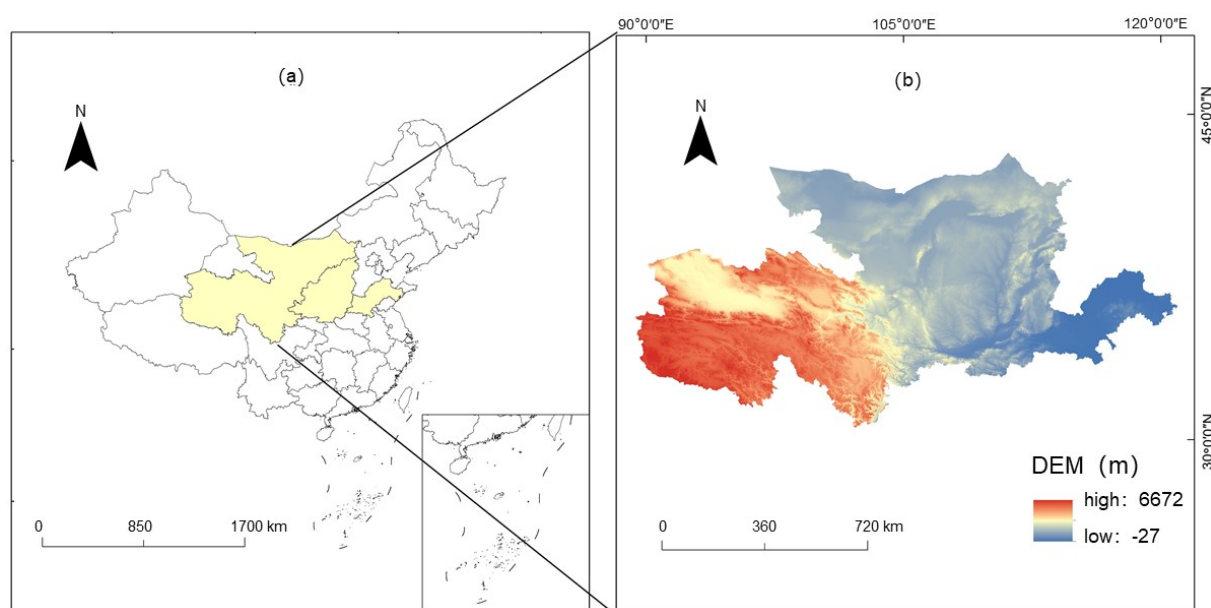 (a)
N
0 850 1700 km
90°0′0″E 105°0′0″E 120°0′0″E
(b)
N
45°0′0″N
30°0′0″N
DEM (m)
high: 6672
low: -27
0 360 720 km